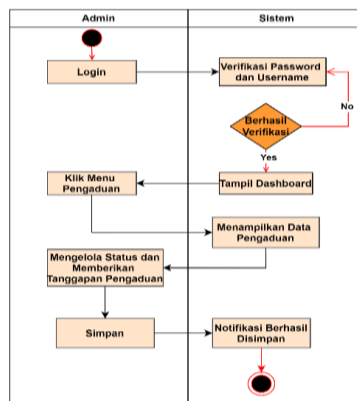 Admin
Sistem
Login
Verifikasi Password
dan Username
No
Berhasil
Verifikasi
Yes
Klik Menu
Pengaduan
Tampil Dashboard
Menampilkan Data
Pengaduan
Mengelola Status dan
Memberikan
Tanggapan Pengaduan
Simpan
Notifikasi Berhasil
Disimpan